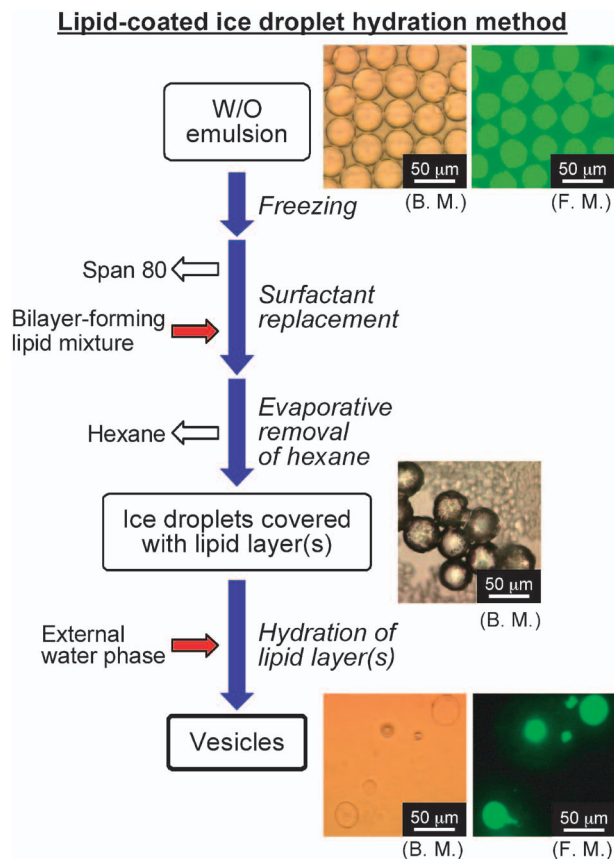 Lipid-coated ice droplet hydration method
W/O
emulsion
50 μm
50 μm
(B. M.)
(F. M.)
Freezing
Span 80
Surfactant
replacement
Bilayer-forming
lipid mixture
Evaporative
removal
of hexane
Hexane
Ice droplets covered
with lipid layer(s)
50 μm
(B. M.)
External
water phase
Hydration of
lipid layer(s)
Vesicles
50 μm
50 μm
(B. M.)
(F. M.)